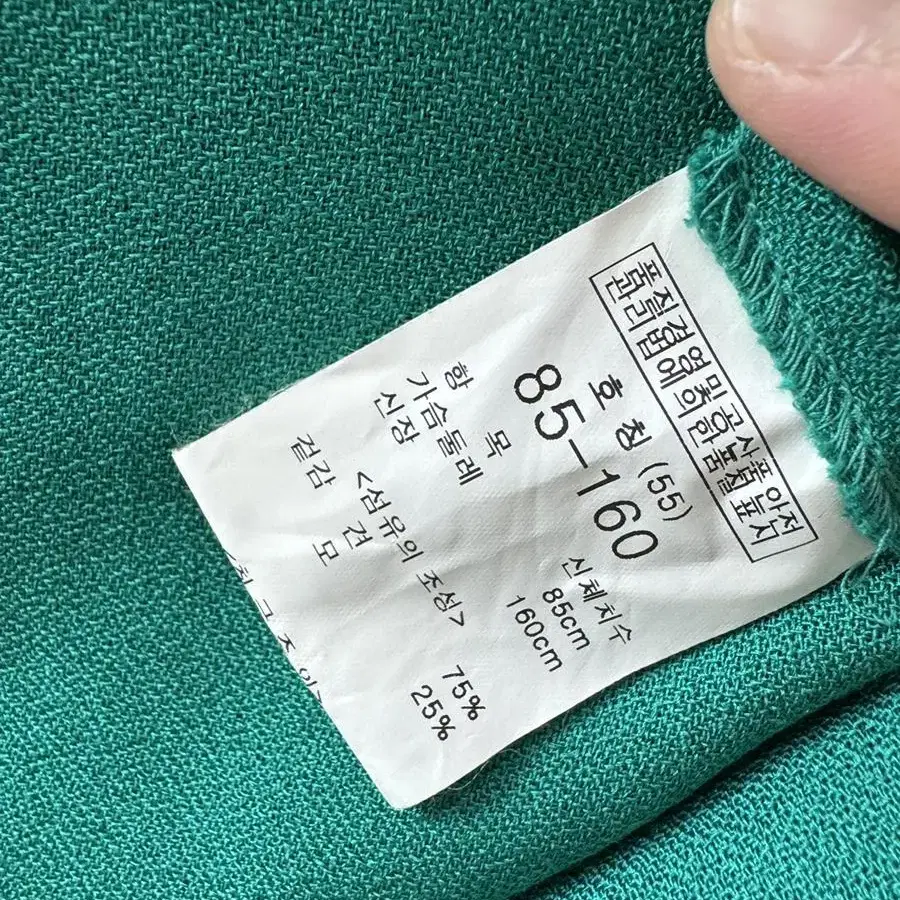 품질경영및공산품안전
관리법에의한품질표시
호 칭 (55)
85-160
항 목 신체치수
가슴둘레 85cm
신장 160cm
<섬유의 조성>
겉감 견 75%
모 25%